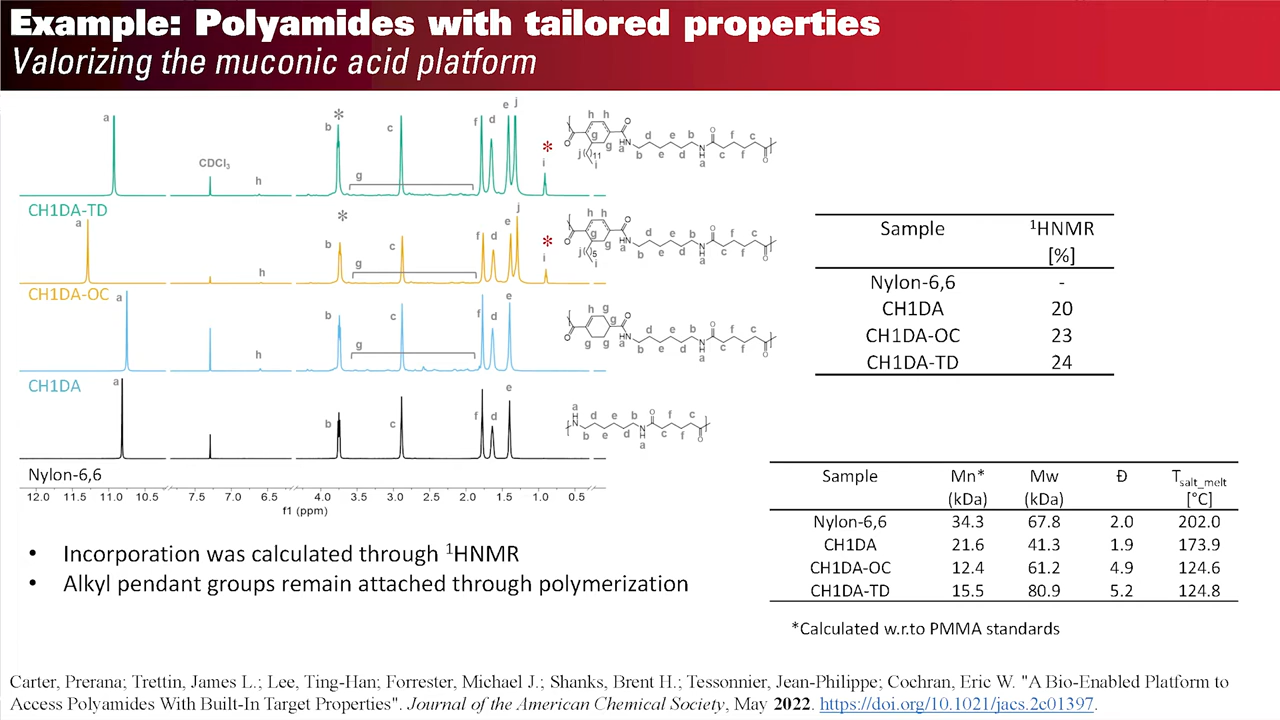 Example: Polyamides with tailored properties
Valorizing the muconic acid platform
a
CDCl3
h
b
*
g
c
f
d
e
j
*
i
CH1DA-TD
a
h
b
*
g
c
f
d
e
j
*
i
CH1DA-OC
a
h
b
g
c
f
d
e
CH1DA
a
b
c
f
d
e
Nylon-6,6
12.0 11.0 10.5 7.5 7.0 6.5 4.0 3.0 2.5 2.0 1.5 1.0 0.5
f1 (ppm)
Sample 1HNMR
[%]
Nylon-6,6 -
CH1DA 20
CH1DA-OC 23
CH1DA-TD 24
Sample Mn* Mw Đ Tsalt_melt
(kDa) (kDa) [°C]
Nylon-6,6 34.3 67.8 2.0 202.0
CH1DA 21.6 41.3 1.9 173.9
CH1DA-OC 12.4 61.2 4.9 124.6
CH1DA-TD 15.5 80.9 5.2 124.8
*Calculated w.r.to PMMA standards
• Incorporation was calculated through 1HNMR
• Alkyl pendant groups remain attached through polymerization
Carter, Prerana; Trettin, James L.; Lee, Ting-Han; Forrester, Michael J.; Shanks, Brent H.; Tessonnier, Jean-Philippe; Cochran, Eric W. "A Bio-Enabled Platform to
Access Polyamides With Built-In Target Properties". Journal of the American Chemical Society, May 2022. https://doi.org/10.1021/jacs.2c01397.